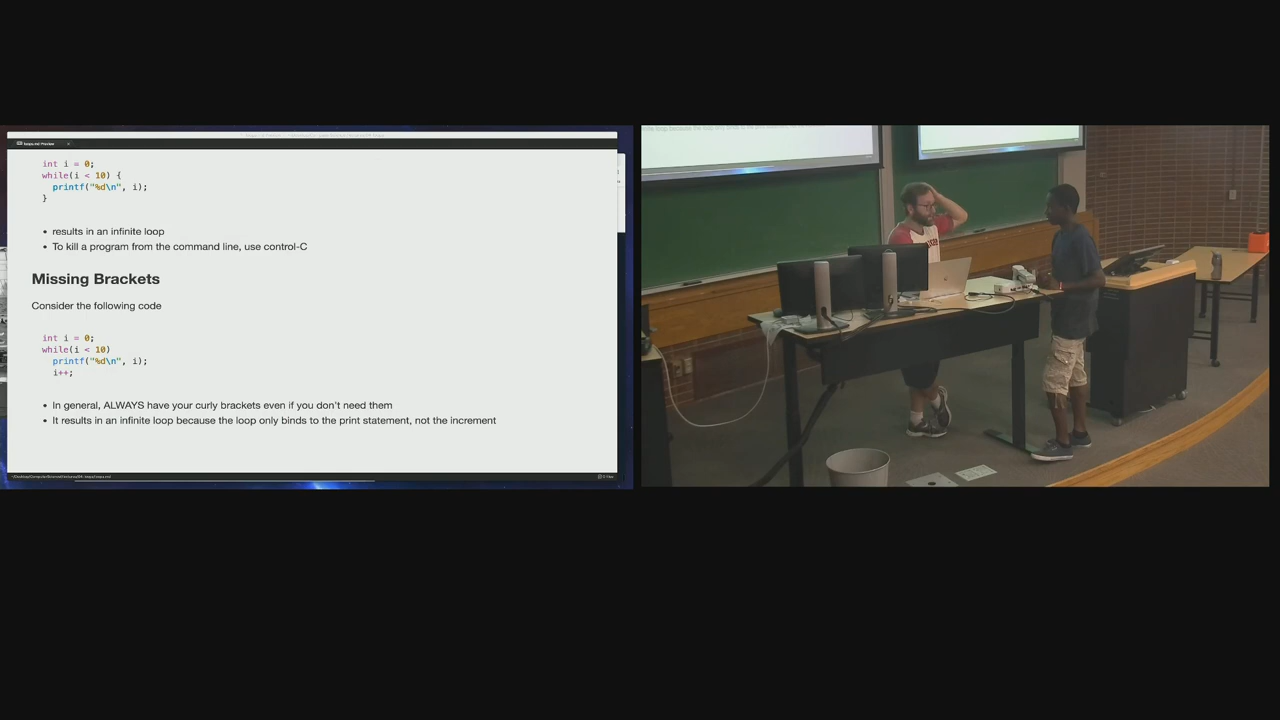 int i = 0;
while(i < 10) {
printf("%d\n", i);
}
• results in an infinite loop
• To kill a program from the command line, use control-C
Missing Brackets
Consider the following code
int i = 0;
while(i < 10)
printf("%d\n", i);
i++;
• In general, ALWAYS have your curly brackets even if you don't need them
• It results in an infinite loop because the loop only binds to the print statement, not the increment